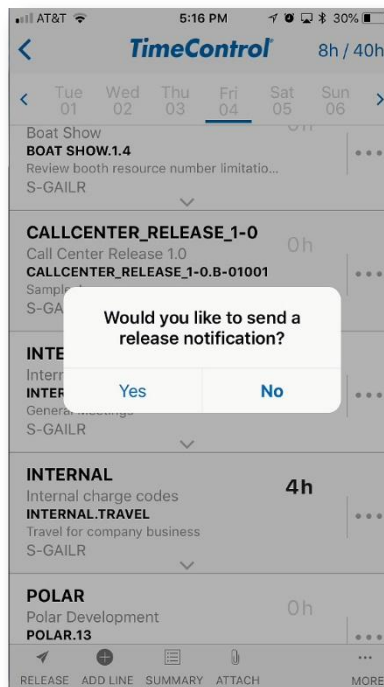 AT&T 5:16 PM 30%
TimeControl 8h / 40h
Tue Wed Thu Fri Sat Sun
01 02 03 04 05 06
Boat Show 0h
BOAT SHOW.1.4
Review booth resource number limitatio...
S-GAILR
CALLCENTER_RELEASE_1-0
Call Center Release 1.0 0h
CALLCENTER_RELEASE_1-0.B-01001
S-GA
Would you like to send a
release notification?
Yes No
INTE
Intern
INTER
General Meetings
S-GAILR
INTERNAL
Internal charge codes 4h
INTERNAL.TRAVEL
Travel for company business
S-GAILR
POLAR
Polar Development 0h
POLAR.13
RELEASE ADD LINE SUMMARY ATTACH MORE